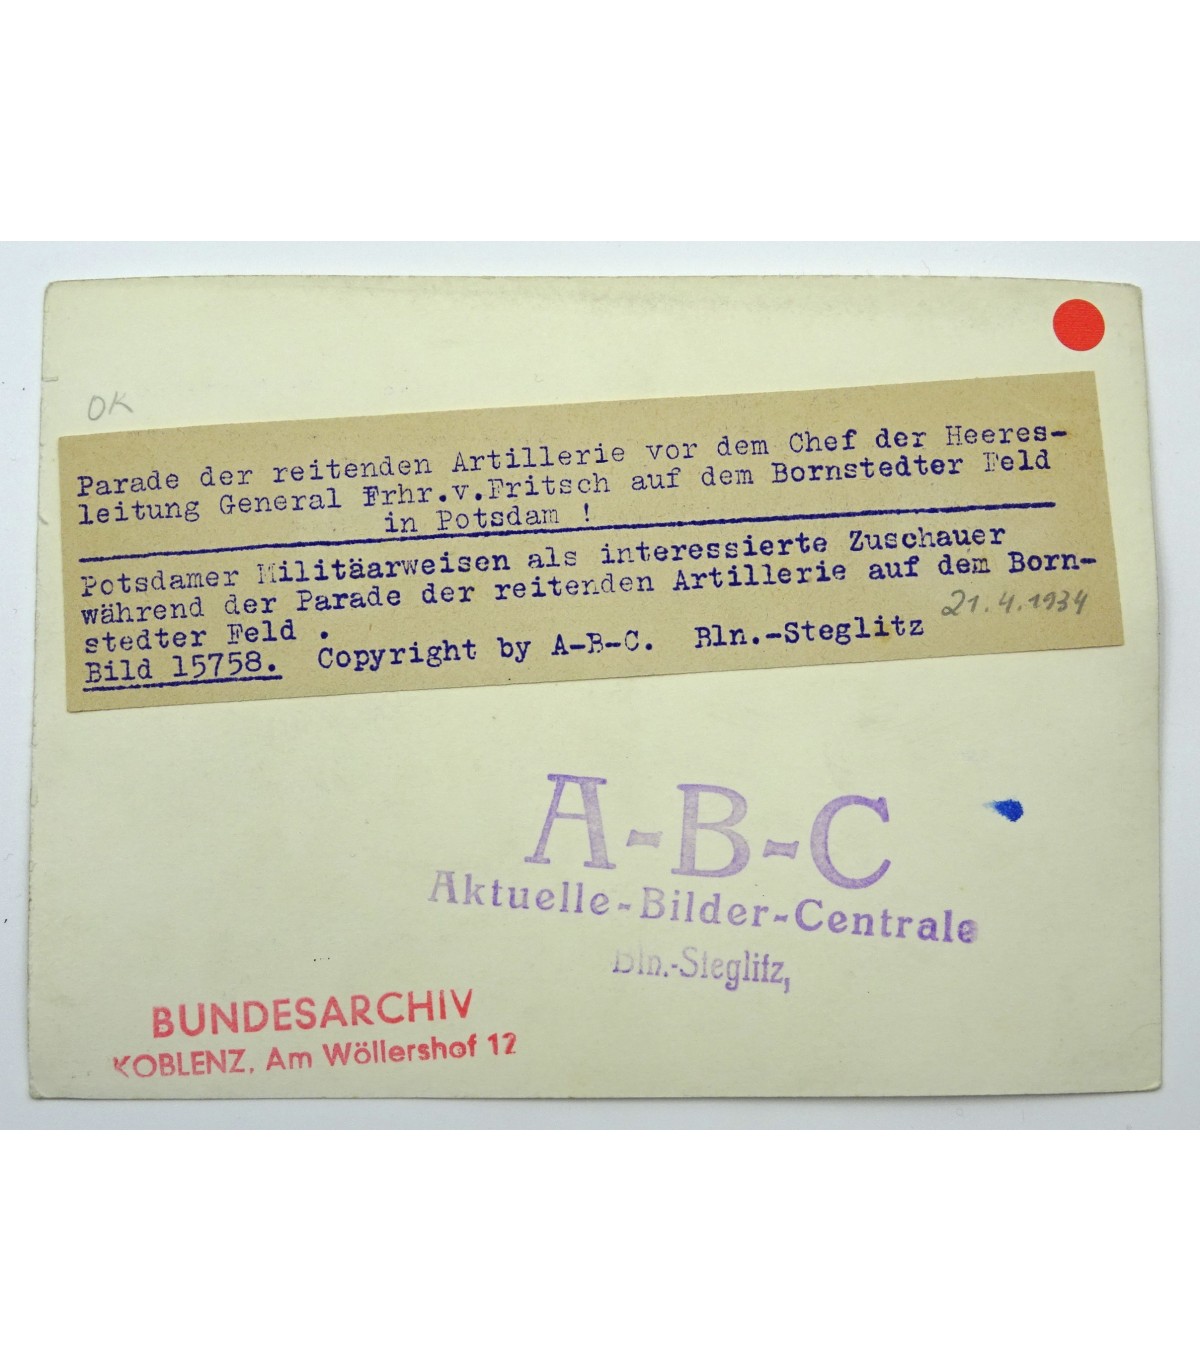 OK
Parade der reitenden Artillerie vor dem Chef der Heeres-
leitung General Frhr.v.Fritsch auf dem Bornstedter Feld
in Potsdam !
Potsdamer Militäarweisen als interessierte Zuschauer
während der Parade der reitenden Artillerie auf dem Born-
stedter Feld .
21.4.1934
Bild 15758. Copyright by A-B-C. Bln.-Steglitz
A-B-C
Aktuelle-Bilder-Centrale
Bln.-Steglitz,
BUNDESARCHIV
KOBLENZ, Am Wöllershof 12